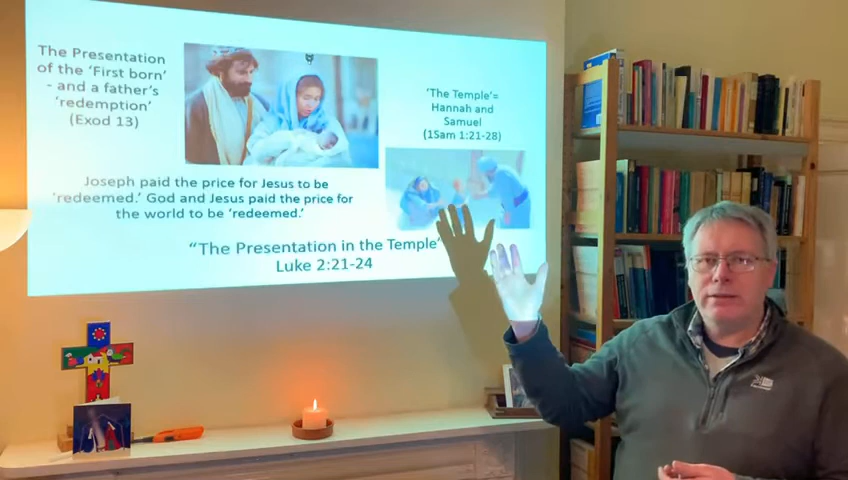 The Presentation
of the 'First born'
- and a father's
'redemption'
(Exod 13)
'The Temple'=
Hannah and
Samuel
(1Sam 1:21-28)
Joseph paid the price for Jesus to be
'redeemed.' God and Jesus paid the price for
the world to be 'redeemed.'
"The Presentation in the Temple"
Luke 2:21-24